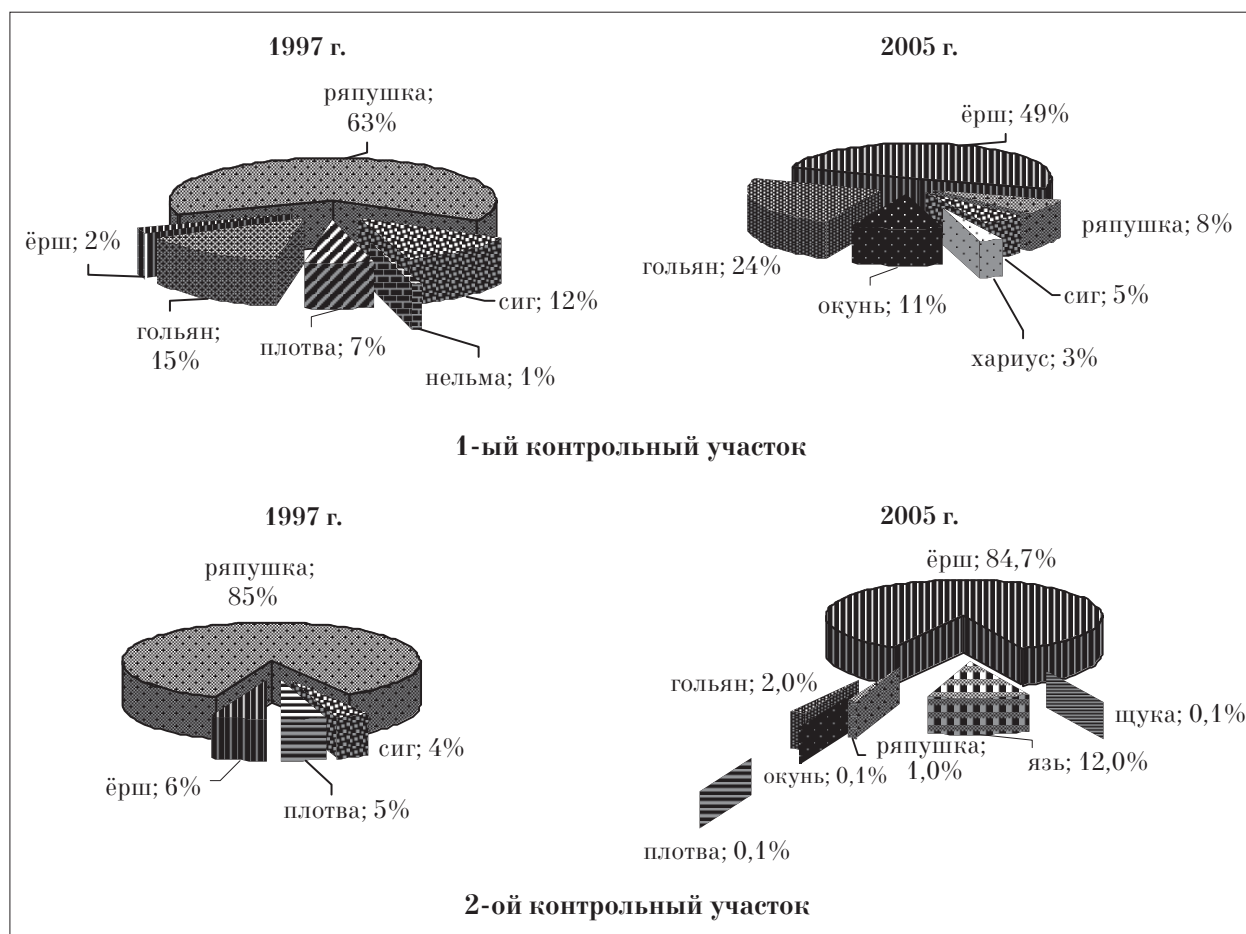 1997 г.
ряпушка;
63%
ёрш; 2%
гольян;
15%
плотва; 7%
нельма; 1%
сиг; 12%
2005 г.
ёрш; 49%
ряпушка; 8%
гольян; 24%
окунь; 11%
сиг; 5%
хариус; 3%
1-ый контрольный участок
1997 г.
ряпушка;
85%
сиг; 4%
ёрш; 6%
плотва; 5%
2005 г.
ёрш; 84,7%
гольян; 2,0%
щука; 0,1%
ряпушка;
1,0%
окунь; 0,1%
язь; 12,0%
плотва; 0,1%
2-ой контрольный участок